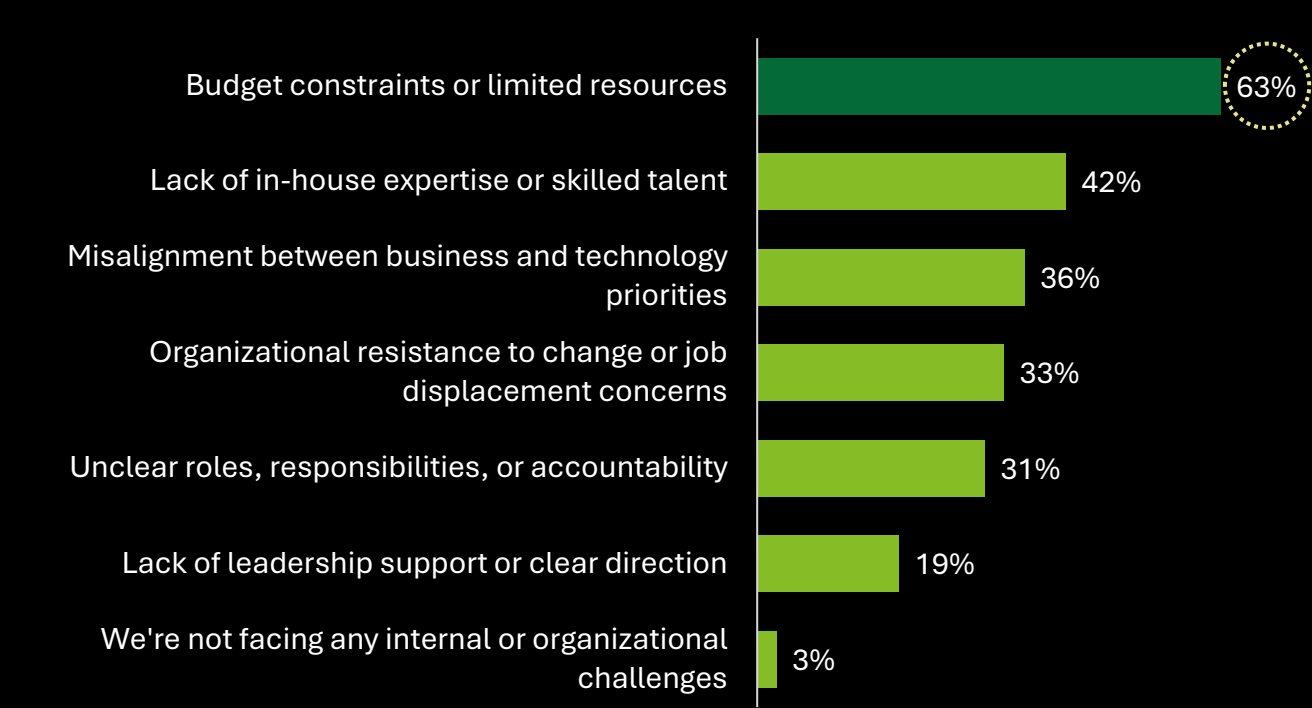 Budget constraints or limited resources
63%
Lack of in-house expertise or skilled talent
42%
Misalignment between business and technology
priorities
36%
Organizational resistance to change or job
displacement concerns
33%
Unclear roles, responsibilities, or accountability
31%
Lack of leadership support or clear direction
19%
We're not facing any internal or organizational
challenges
3%